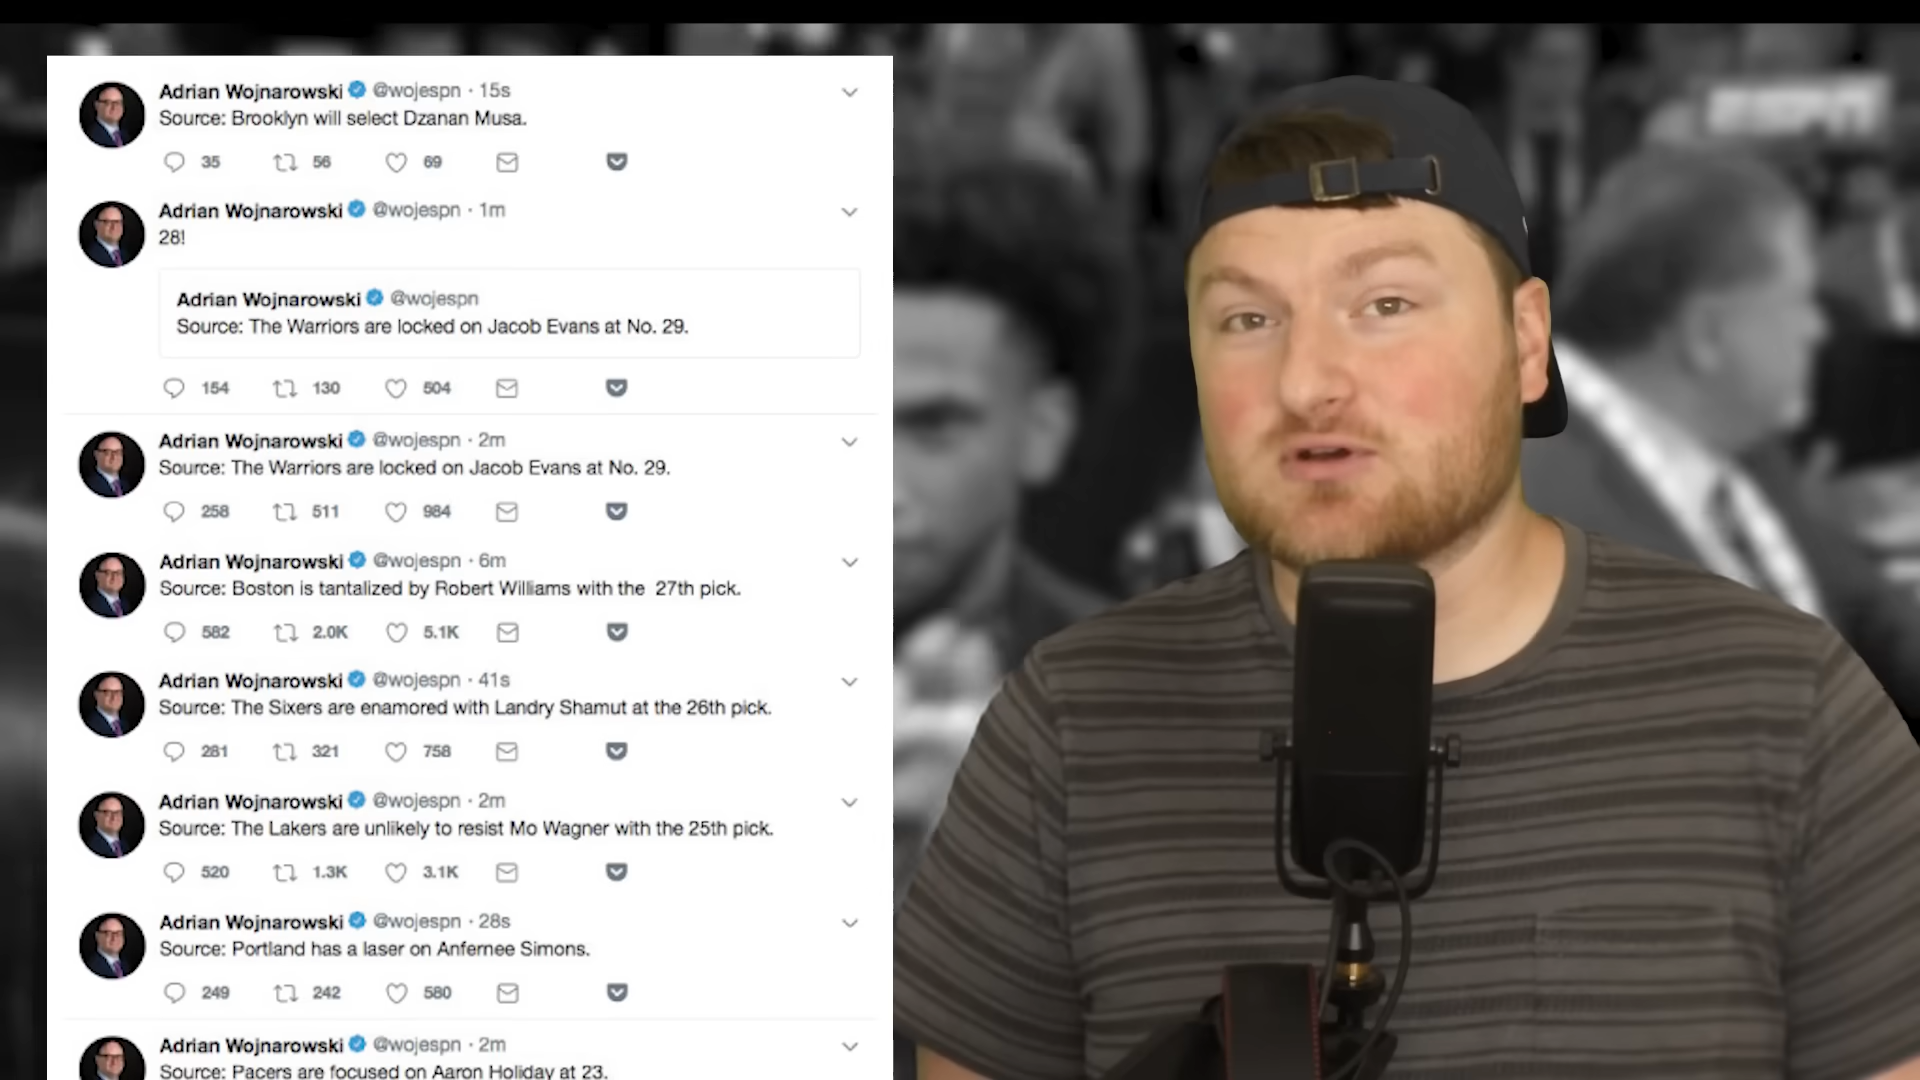 Adrian Wojnarowski @wojespn · 15s
Source: Brooklyn will select Dzanan Musa.
35 56 69
Adrian Wojnarowski @wojespn · 1m
28!
Adrian Wojnarowski @wojespn
Source: The Warriors are locked on Jacob Evans at No. 29.
154 130 504
Adrian Wojnarowski @wojespn · 2m
Source: The Warriors are locked on Jacob Evans at No. 29.
258 511 984
Adrian Wojnarowski @wojespn · 6m
Source: Boston is tantalized by Robert Williams with the 27th pick.
582 2.0K 5.1K
Adrian Wojnarowski @wojespn · 41s
Source: The Sixers are enamored with Landry Shamut at the 26th pick.
281 321 758
Adrian Wojnarowski @wojespn · 2m
Source: The Lakers are unlikely to resist Mo Wagner with the 25th pick.
520 1.3K 3.1K
Adrian Wojnarowski @wojespn · 28s
Source: Portland has a laser on Anfernee Simons.
249 242 580
Adrian Wojnarowski @wojespn · 2m
Source: Pacers are focused on Aaron Holiday at 23.